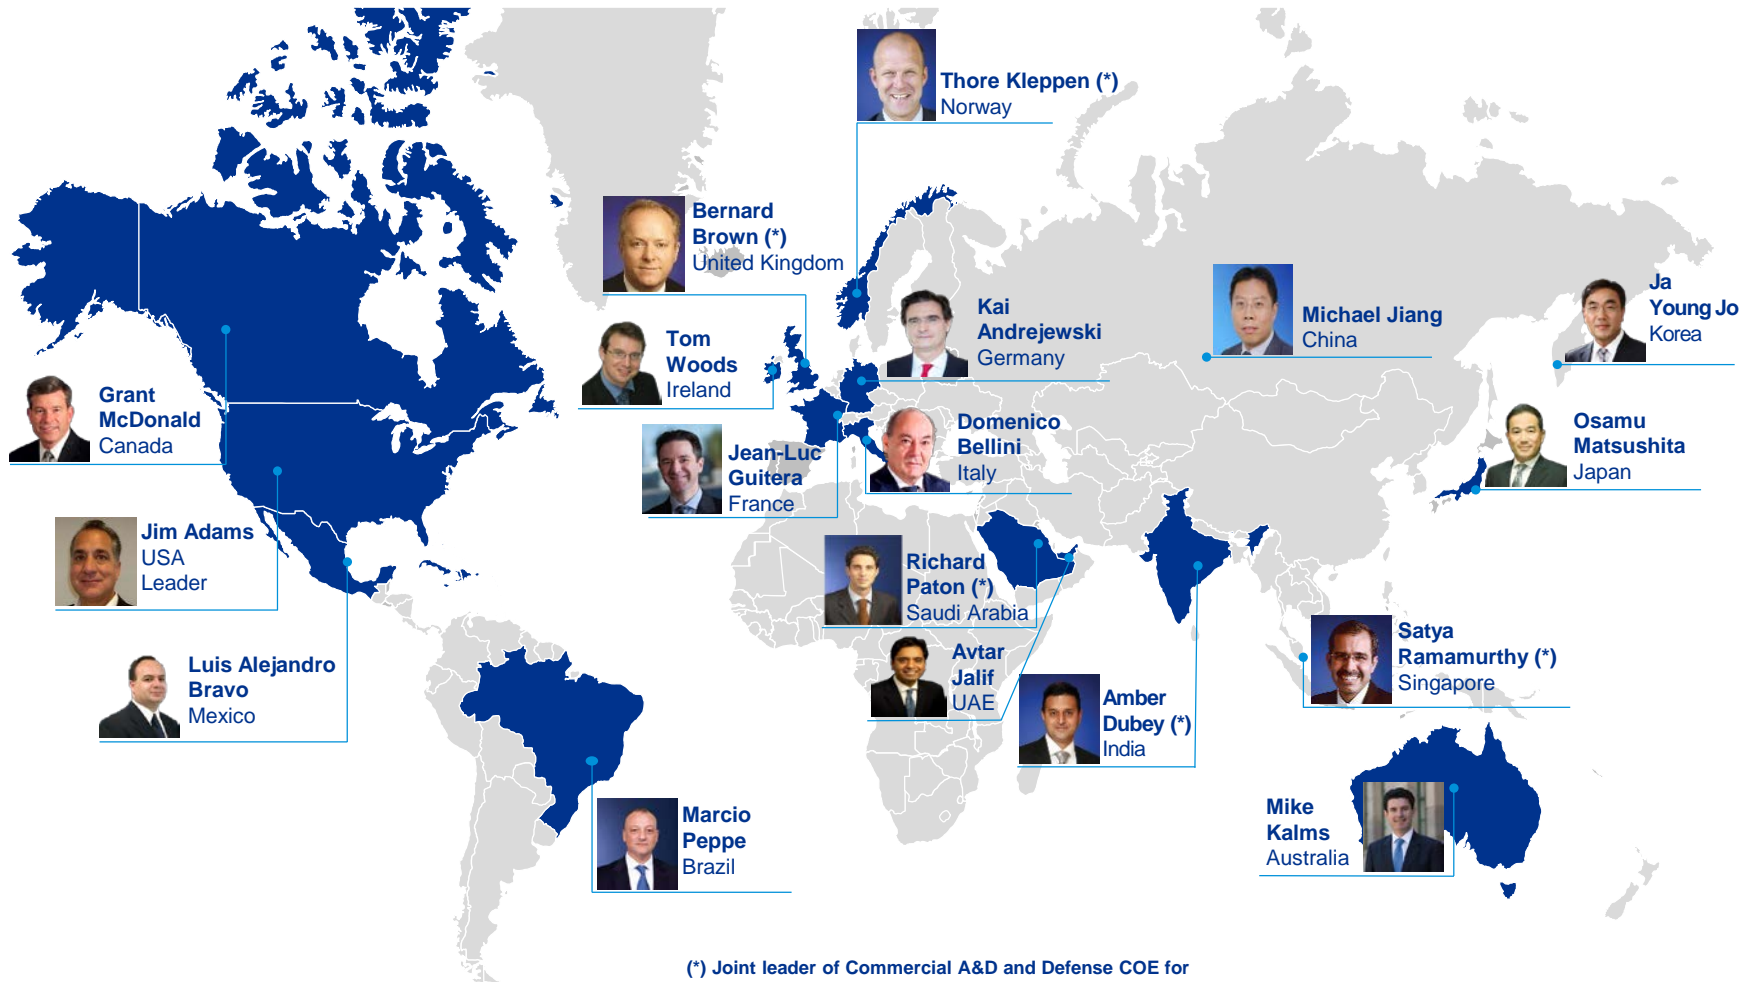 Thore Kleppen (*)
Norway
Bernard
Brown (*)
United Kingdom
Kai
Andrejewski
Germany
Michael Jiang
China
Ja
Young Jo
Korea
Tom
Woods
Ireland
Grant
McDonald
Canada
Domenico
Bellini
Italy
Osamu
Matsushita
Japan
Jean-Luc
Guitera
France
Jim Adams
USA
Leader
Richard
Paton (*)
Saudi Arabia
Avtar
Jalif
UAE
Satya
Ramamurthy (*)
Singapore
Luis Alejandro
Bravo
Mexico
Amber
Dubey (*)
India
Marcio
Peppe
Brazil
Mike
Kalms
Australia
(*) Joint leader of Commercial A&D and Defense COE for